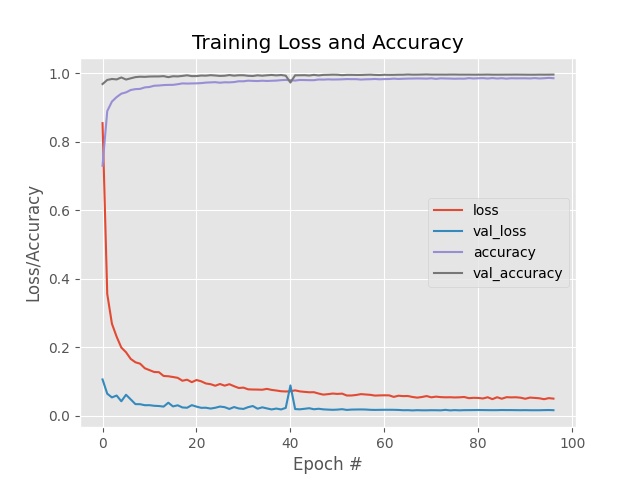 Training Loss and Accuracy
1.0
0.8
0.6
0.4
0.2
0.0
Loss/Accuracy
loss
val_loss
accuracy
val_accuracy
0 20 40 60 80 100
Epoch #